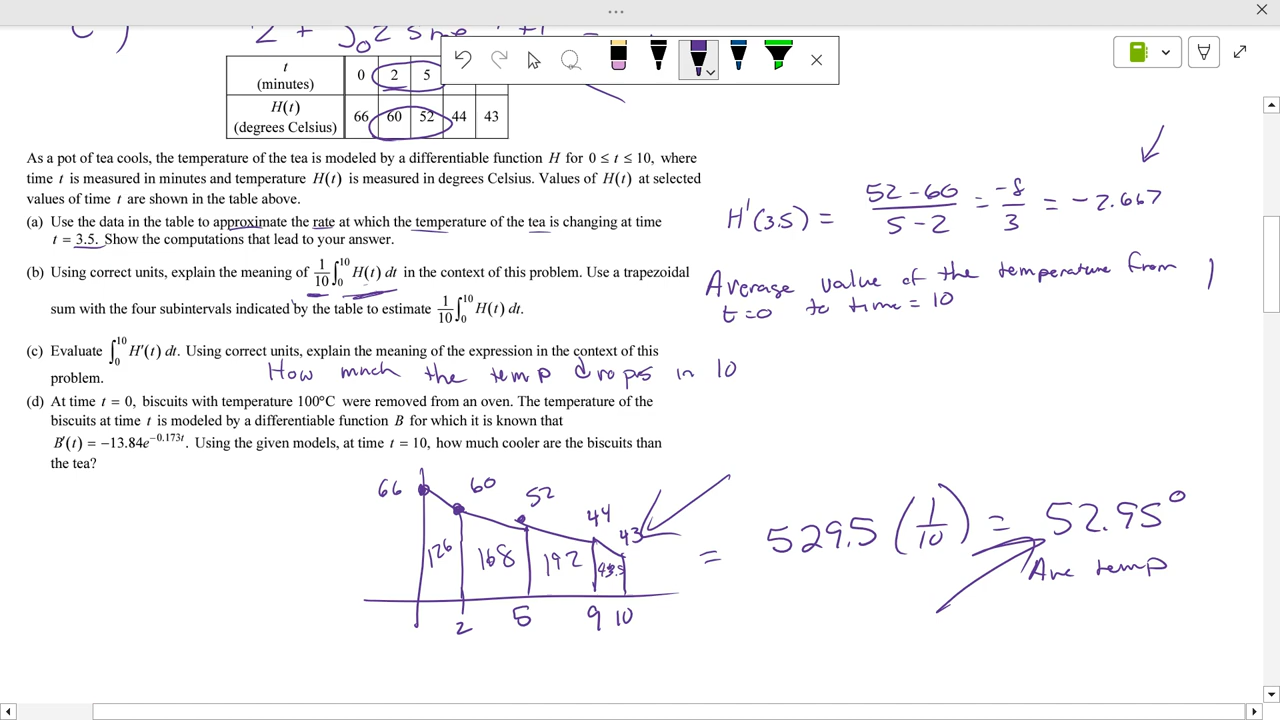 c) 2 + ∫₀
t
(minutes) 0 2 5
H(t)
(degrees Celsius) 66 60 52 44 43
As a pot of tea cools, the temperature of the tea is modeled by a differentiable function H for 0 ≤ t ≤ 10, where
time t is measured in minutes and temperature H(t) is measured in degrees Celsius. Values of H(t) at selected
values of time t are shown in the table above.
(a) Use the data in the table to approximate the rate at which the temperature of the tea is changing at time
t = 3.5. Show the computations that lead to your answer.
H'(3.5) = (52-60)/(5-2) = -8/3 = -2.667
(b) Using correct units, explain the meaning of 1/10 ∫₀¹⁰ H(t) dt in the context of this problem. Use a trapezoidal
sum with the four subintervals indicated by the table to estimate 1/10 ∫₀¹⁰ H(t) dt.
Average value of the temperature from
t=0 to time = 10
(c) Evaluate ∫₀¹⁰ H′(t) dt. Using correct units, explain the meaning of the expression in the context of this
problem.
How much the temp drops in 10
(d) At time t = 0, biscuits with temperature 100°C were removed from an oven. The temperature of the
biscuits at time t is modeled by a differentiable function B for which it is known that
B′(t) = −13.84e^(−0.173t). Using the given models, at time t = 10, how much cooler are the biscuits than
the tea?
66 60 52 44 43
126 168 192 43.5
2 5 9 10
= 529.5 (1/10) = 52.95°
Ave temp